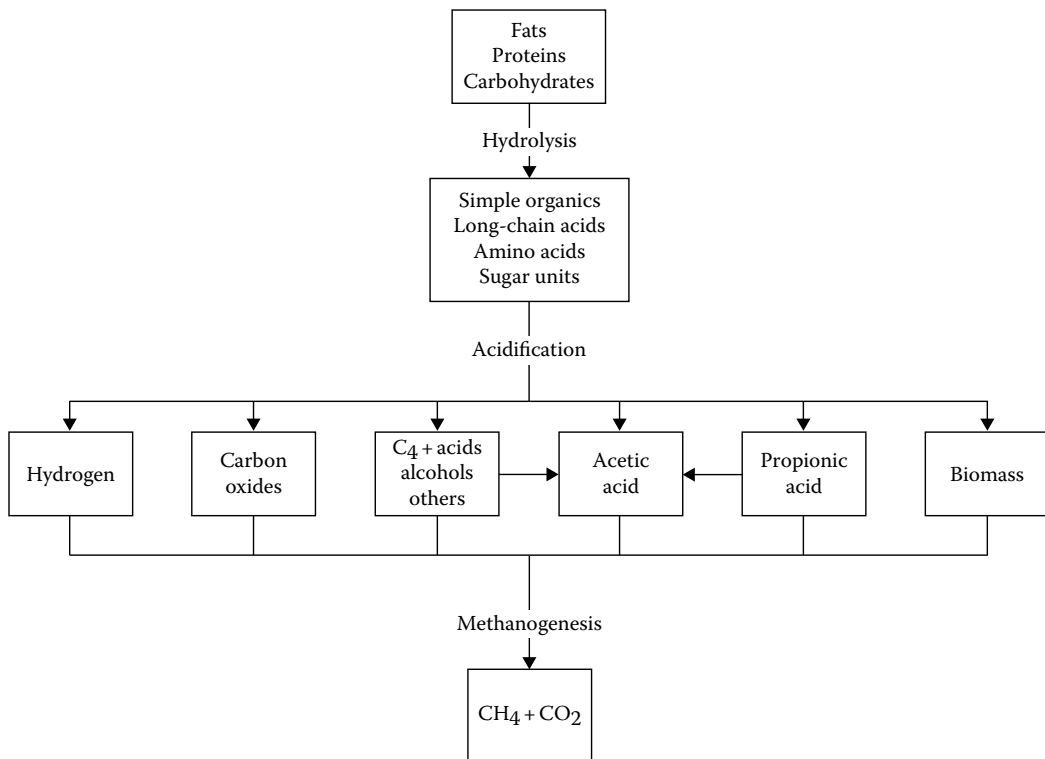 Fats
Proteins
Carbohydrates
Hydrolysis
Simple organics
Long-chain acids
Amino acids
Sugar units
Acidification
Hydrogen
Carbon
oxides
C4 + acids
alcohols
others
Acetic
acid
Propionic
acid
Biomass
Methanogenesis
CH4 + CO2